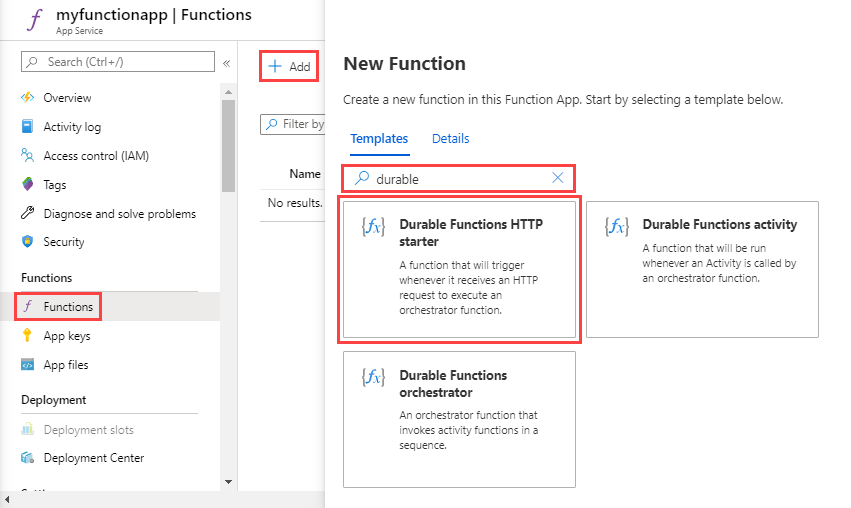 myfunctionapp | Functions
App Service
Search (Ctrl+/)
«
Overview
Activity log
Access control (IAM)
Tags
Diagnose and solve problems
Security
Functions
Functions
App keys
App files
Deployment
Deployment slots
Deployment Center
+ Add
Filter by
Name
No results.
New Function
Create a new function in this Function App. Start by selecting a template below.
Templates Details
durable
Durable Functions HTTP
starter
A function that will trigger
whenever it receives an HTTP
request to execute an
orchestrator function.
Durable Functions activity
A function that will be run
whenever an Activity is called by
an orchestrator function.
Durable Functions
orchestrator
An orchestrator function that
invokes activity functions in a
sequence.